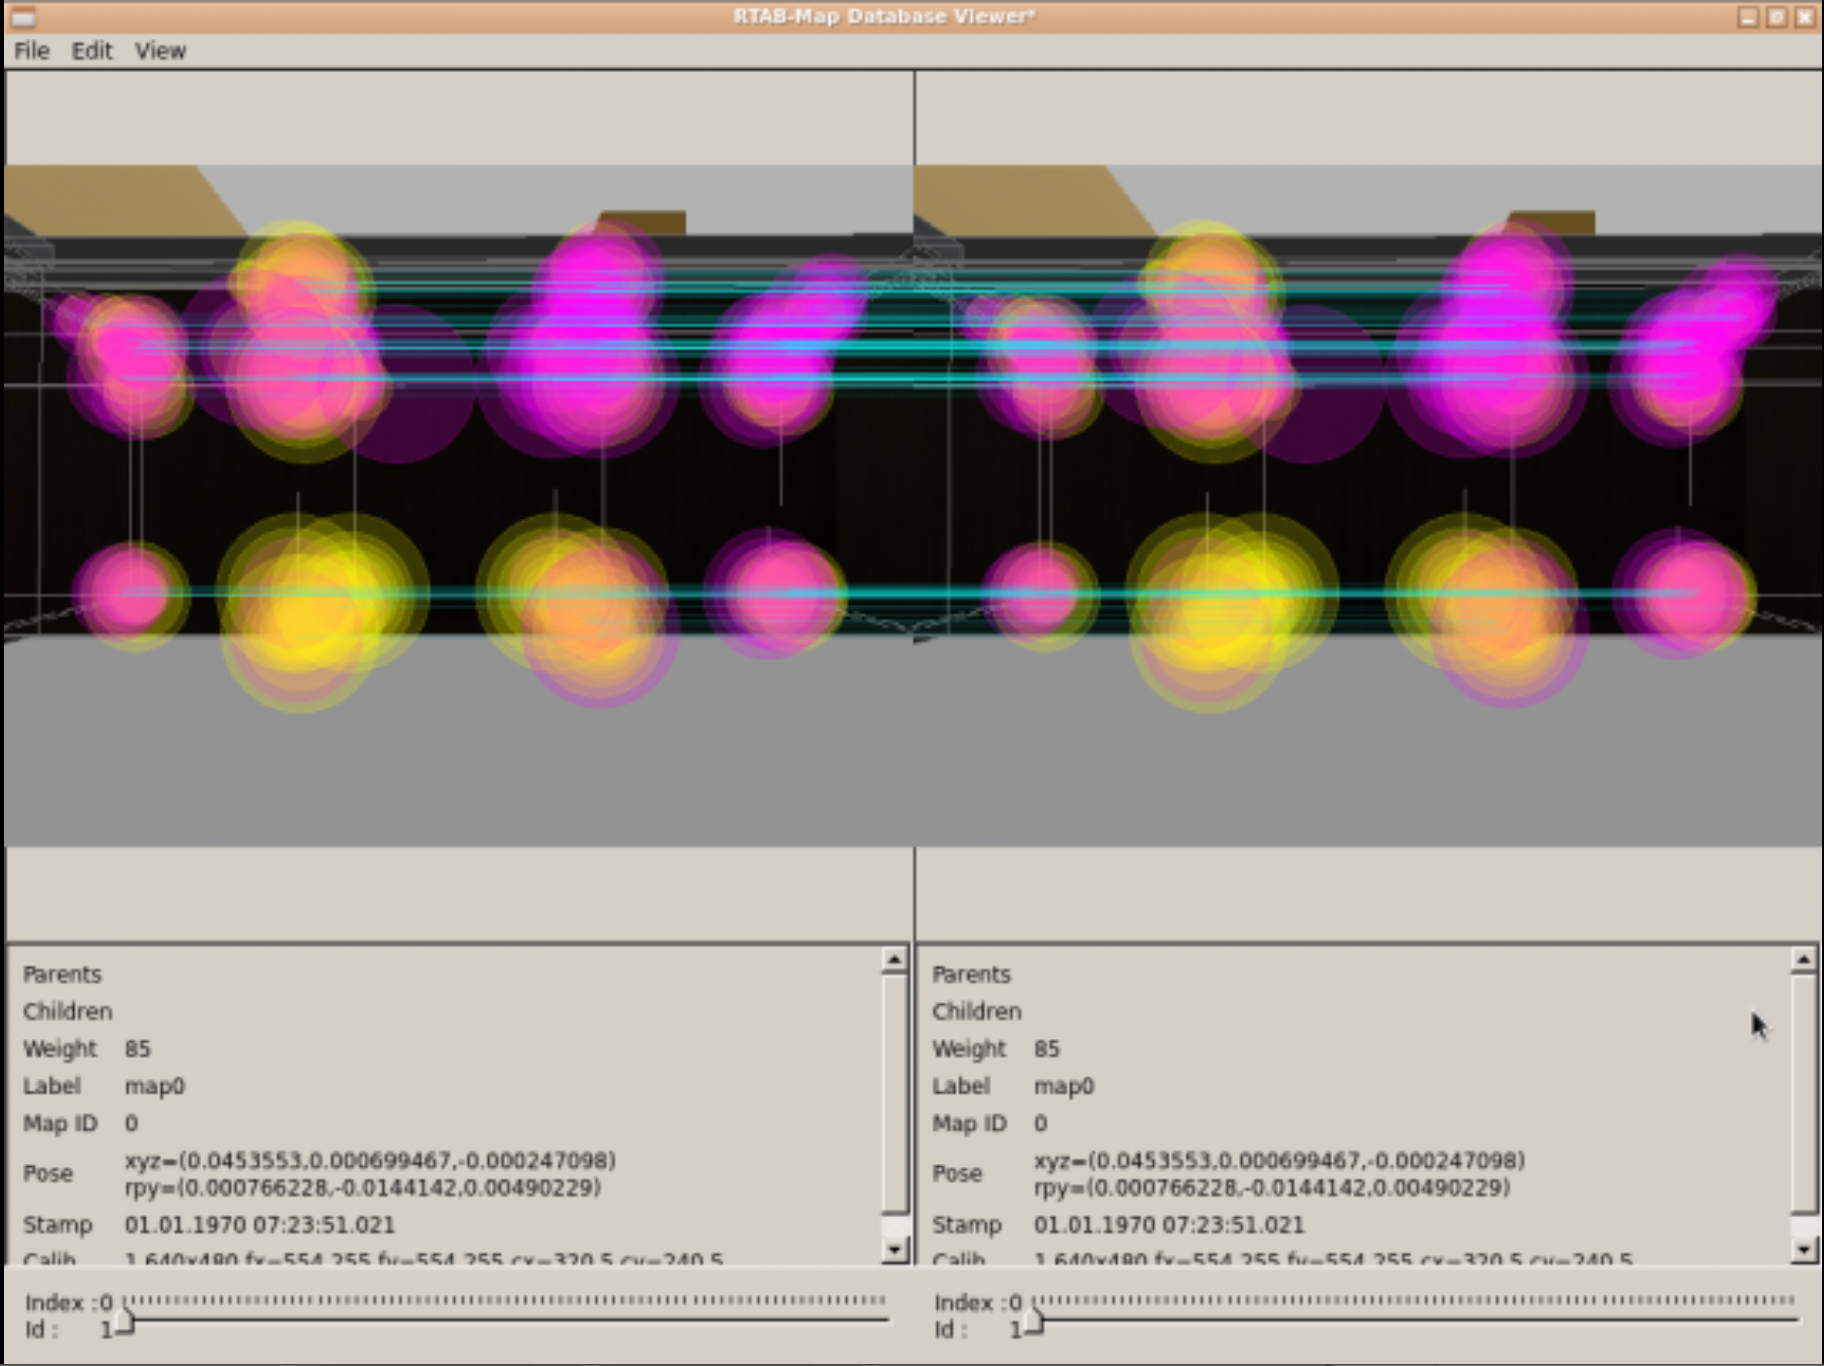 RTAB-Map Database Viewer*
File Edit View
Parents
Children
Weight 85
Label map0
Map ID 0
Pose xyz=(0.0453553,0.000699467,-0.000247098)
rpy=(0.000766228,-0.0144142,0.00490229)
Stamp 01.01.1970 07:23:51.021
Calib 1 640x480 fx=554.255 fy=554.255 cx=320.5 cy=240.5
Index :0
Id : 1
Parents
Children
Weight 85
Label map0
Map ID 0
Pose xyz=(0.0453553,0.000699467,-0.000247098)
rpy=(0.000766228,-0.0144142,0.00490229)
Stamp 01.01.1970 07:23:51.021
Calib 1 640x480 fx=554.255 fy=554.255 cx=320.5 cy=240.5
Index :0
Id : 1